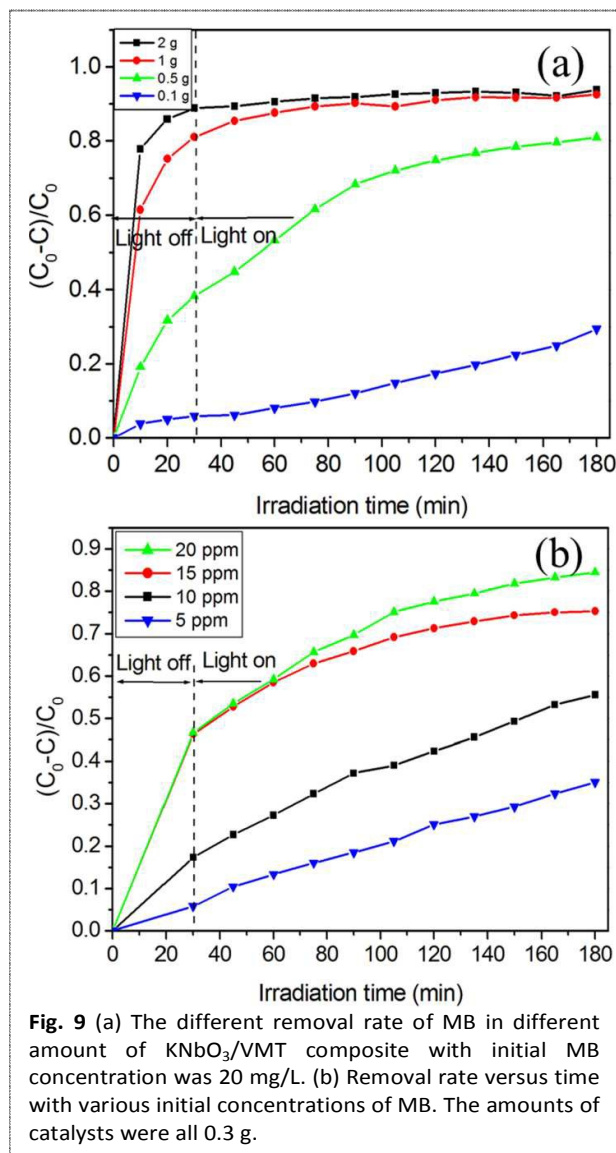 2 g
1 g
0.5 g
0.1 g
(a)
1.0
0.8
0.6
0.4
0.2
0.0
(C₀-C)/C₀
Light off
Light on
0 20 40 60 80 100 120 140 160 180
Irradiation time (min)
20 ppm
15 ppm
10 ppm
5 ppm
(b)
0.9
0.8
0.7
0.6
0.5
0.4
0.3
0.2
0.1
0.0
(C₀-C)/C₀
Light off
Light on
0 20 40 60 80 100 120 140 160 180
Irradiation time (min)
Fig. 9 (a) The different removal rate of MB in different
amount of KNbO₃/VMT composite with initial MB
concentration was 20 mg/L. (b) Removal rate versus time
with various initial concentrations of MB. The amounts of
catalysts were all 0.3 g.